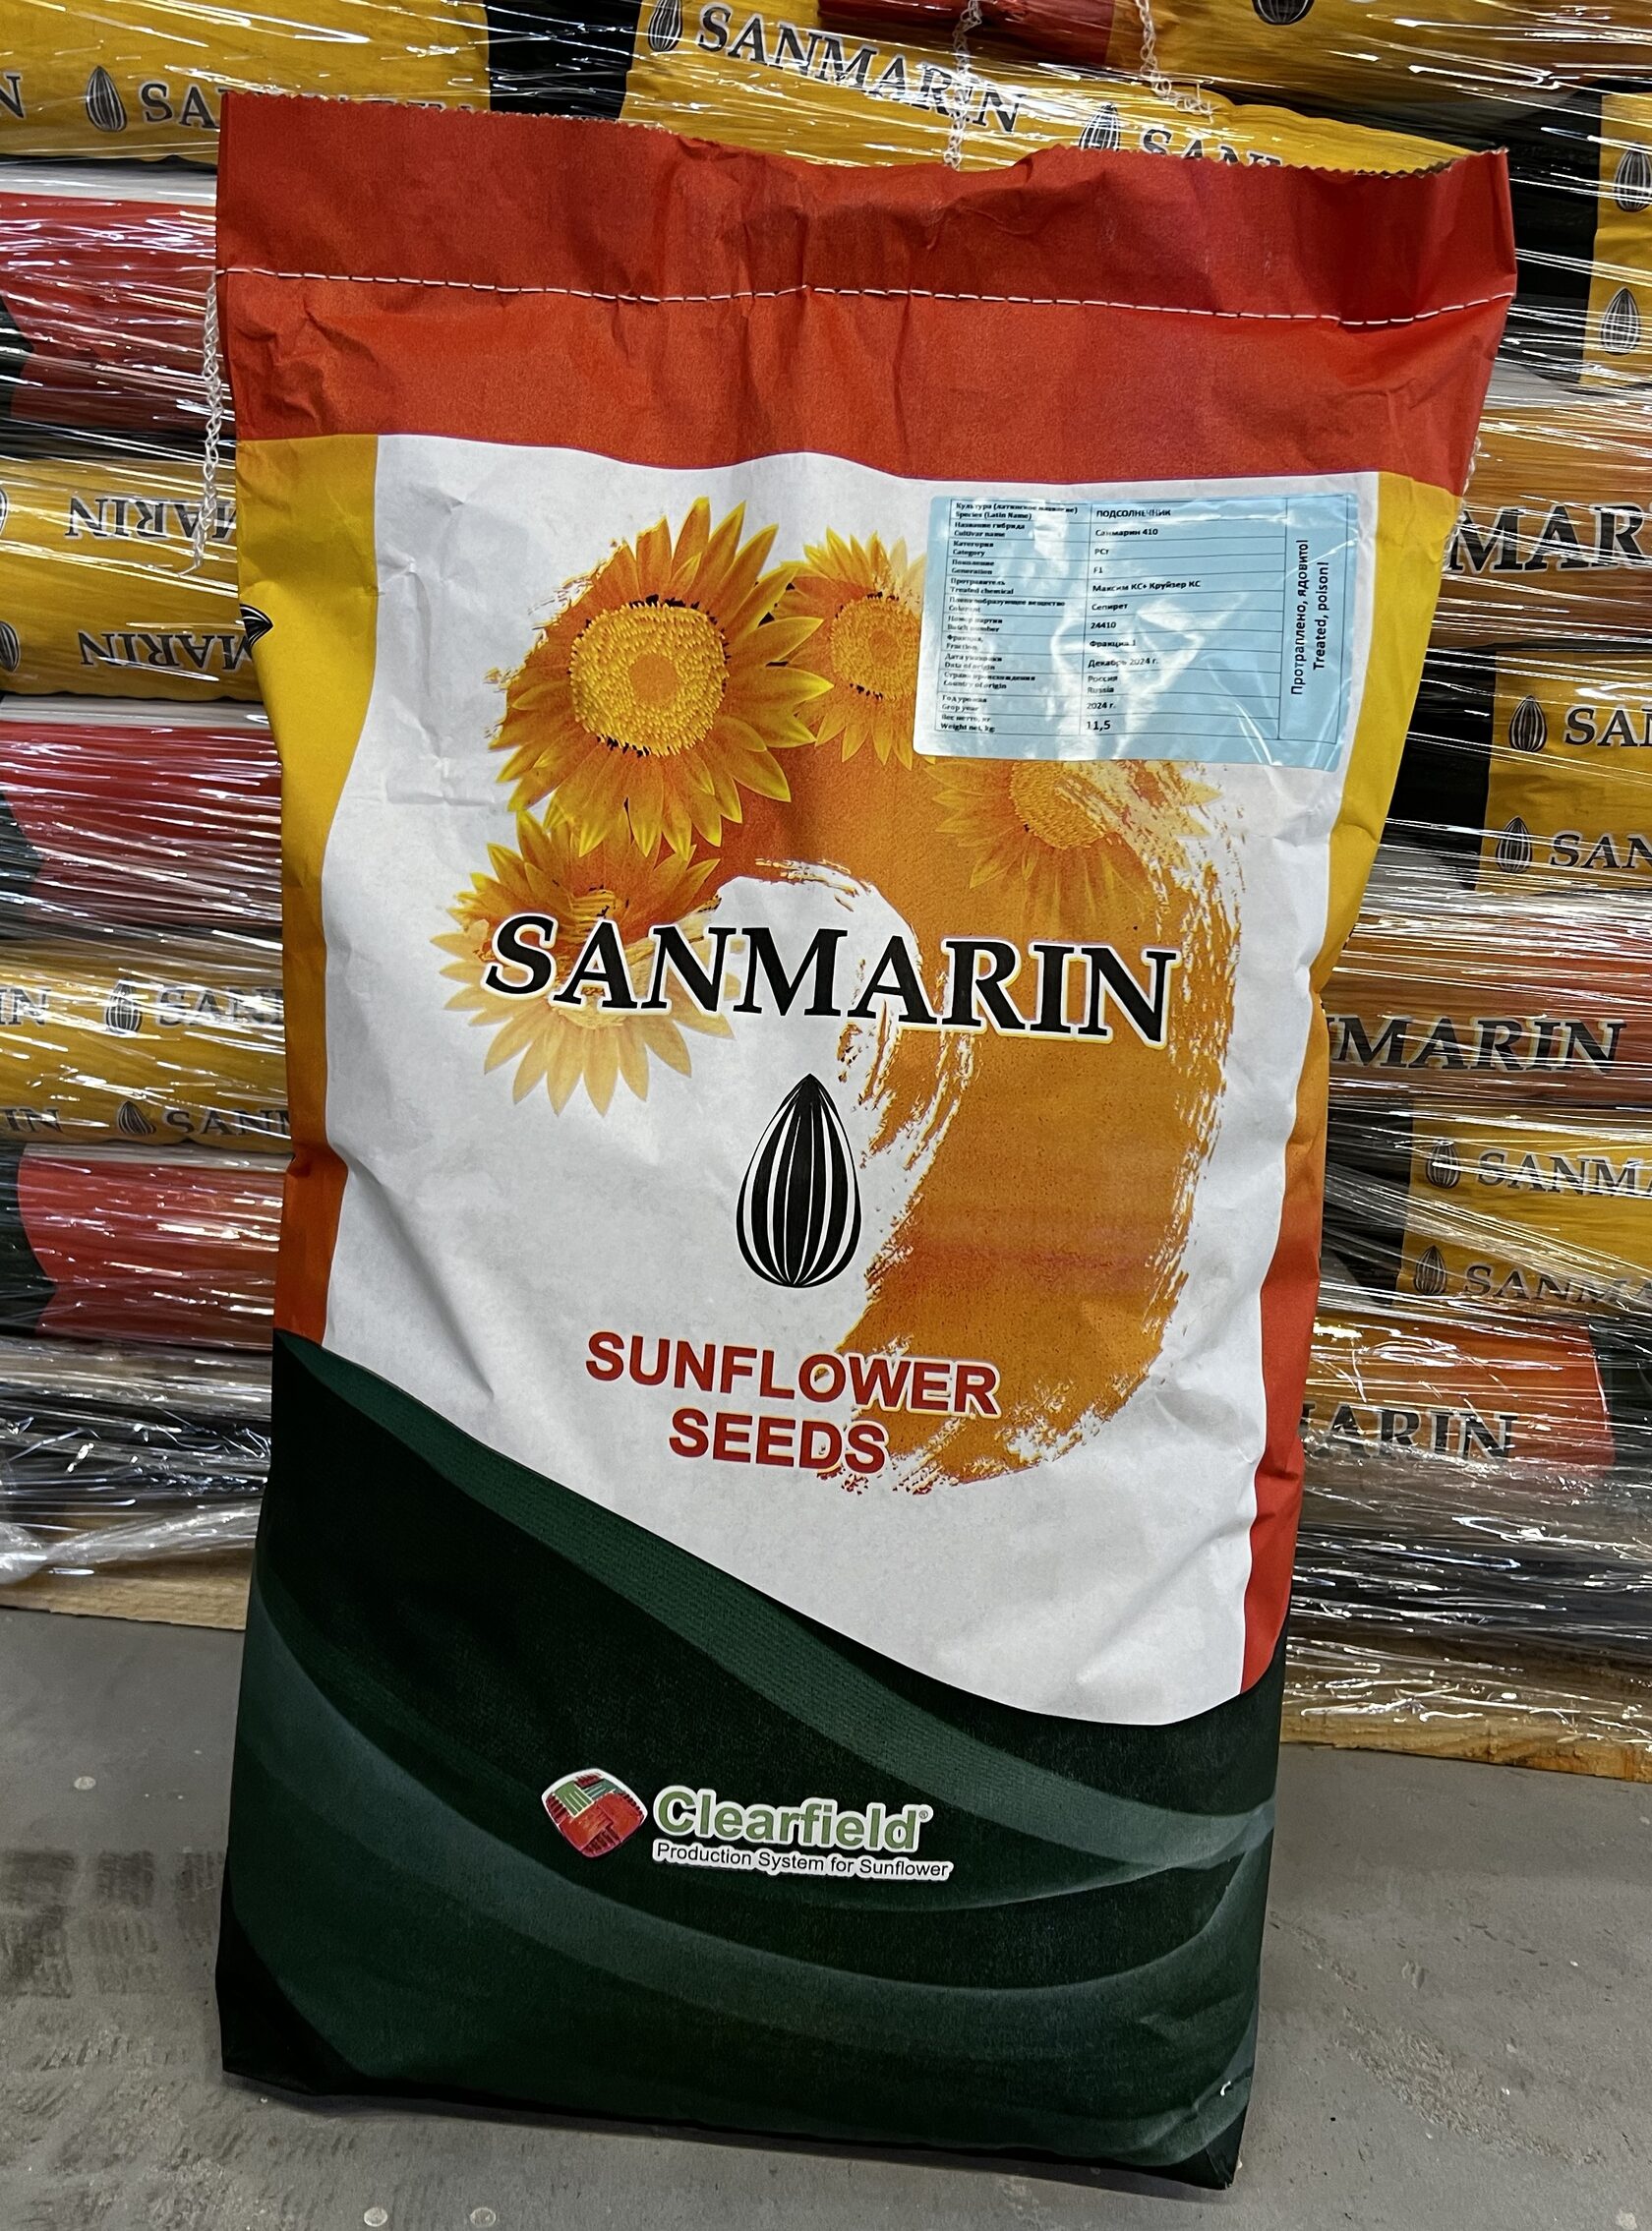 SANMARIN
Культура (латинское название)
Species (Latin Name)
ПОДСОЛНЕЧНИК
Название гибрида
Cultivar name
Санмарин 410
Категория
Category
РСт
Поколение
Generation
F1
Протравитель
Treated chemical
Максим КС+ Круйзер КС
Пленкообразующее вещество
Colorant
Сепирет
Номер партии
Batch number
24410
Фракция,
Fraction
Фракция 1
Дата упаковки
Data of origin
Декабрь 2024 г.
Страна происхождения
Country of origin
Россия
Russia
Год урожая
Grop year
2024 г.
Вес нетто, кг
Weight net, kg
11,5
Протравлено, ядовито!
Treated, poison!
SANMARIN
SUNFLOWER
SEEDS
Clearfield®
Production System for Sunflower
SANMARIN